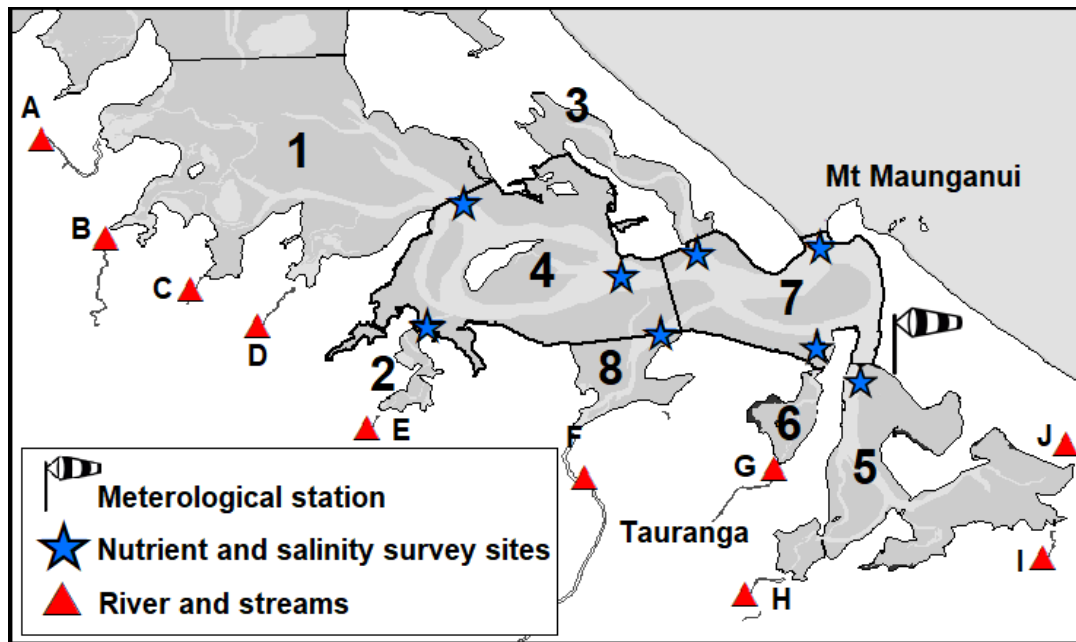 A
3
1
Mt Maunganui
B
4
7
C
D
2
8
E
F
6
J
G
5
Tauranga
I
H
Meterological station
Nutrient and salinity survey sites
River and streams